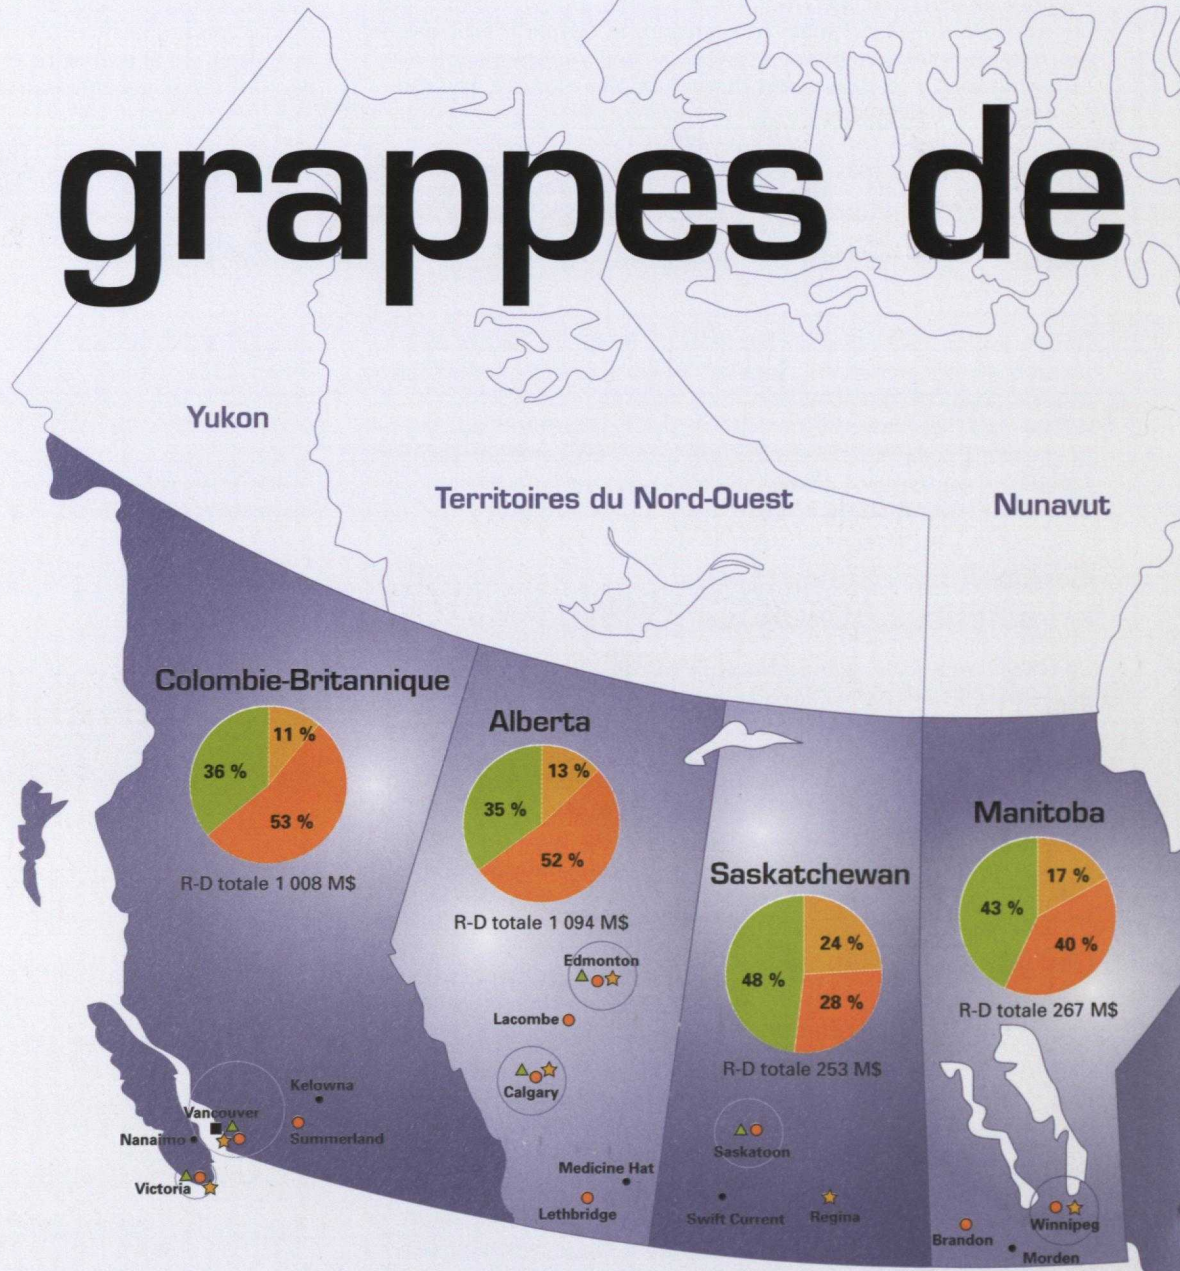 grappes de
Yukon
Territoires du Nord-Ouest
Nunavut
Colombie-Britannique
11 %
36 %
53 %
R-D totale 1 008 M$
Alberta
13 %
35 %
52 %
R-D totale 1 094 M$
Saskatchewan
24 %
48 %
28 %
R-D totale 253 M$
Manitoba
17 %
43 %
40 %
R-D totale 267 M$
Edmonton
Lacombe
Calgary
Kelowna
Vancouver
Nanaimo
Summerland
Victoria
Medicine Hat
Lethbridge
Saskatoon
Swift Current
Regina
Winnipeg
Brandon
Morden